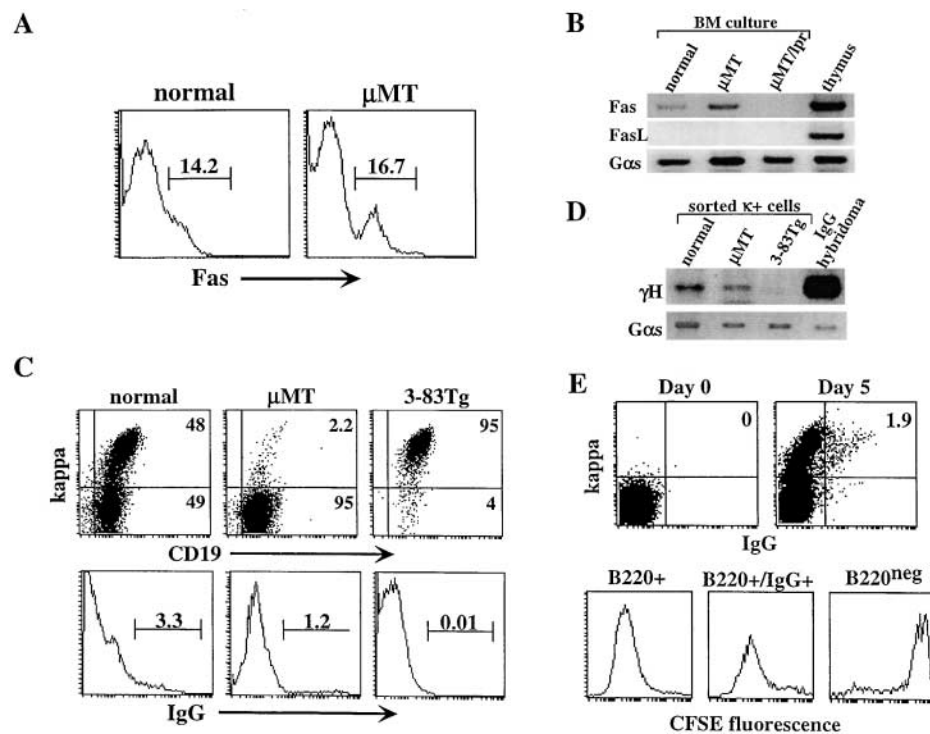 A
normal
μMT
14.2
16.7
Fas
B
BM culture
normal
μMT
μMT/lpr
thymus
Fas
FasL
Gαs
D
sorted κ+ cells
normal
μMT
3-83Tg
IgG
hybridoma
γH
Gαs
C
normal
μMT
3-83Tg
48
2.2
95
kappa
49
95
4
CD19
3.3
1.2
0.01
IgG
E
Day 0
Day 5
0
1.9
kappa
IgG
B220+
B220+/IgG+
B220neg
CFSE fluorescence